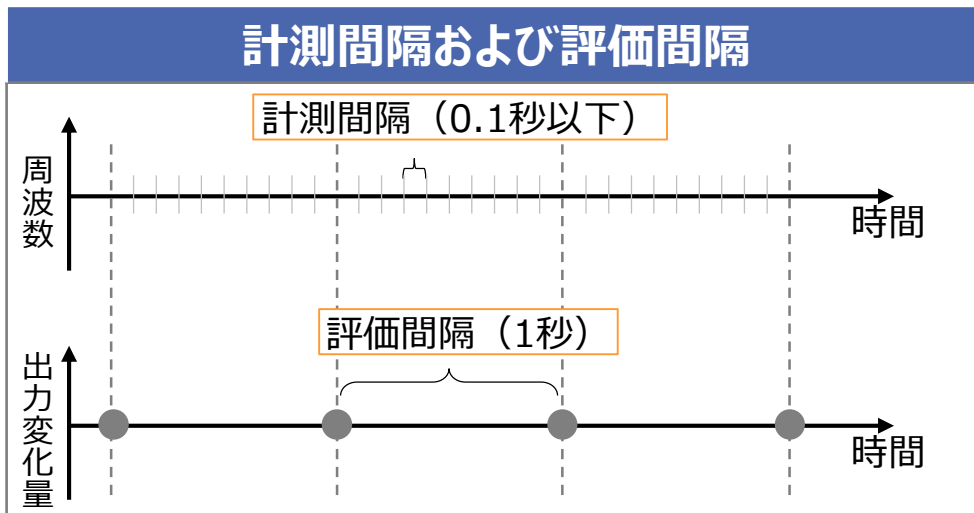 計測間隔および評価間隔
計測間隔（0.1秒以下）
周波数
時間
評価間隔（1秒）
出力変化量
時間